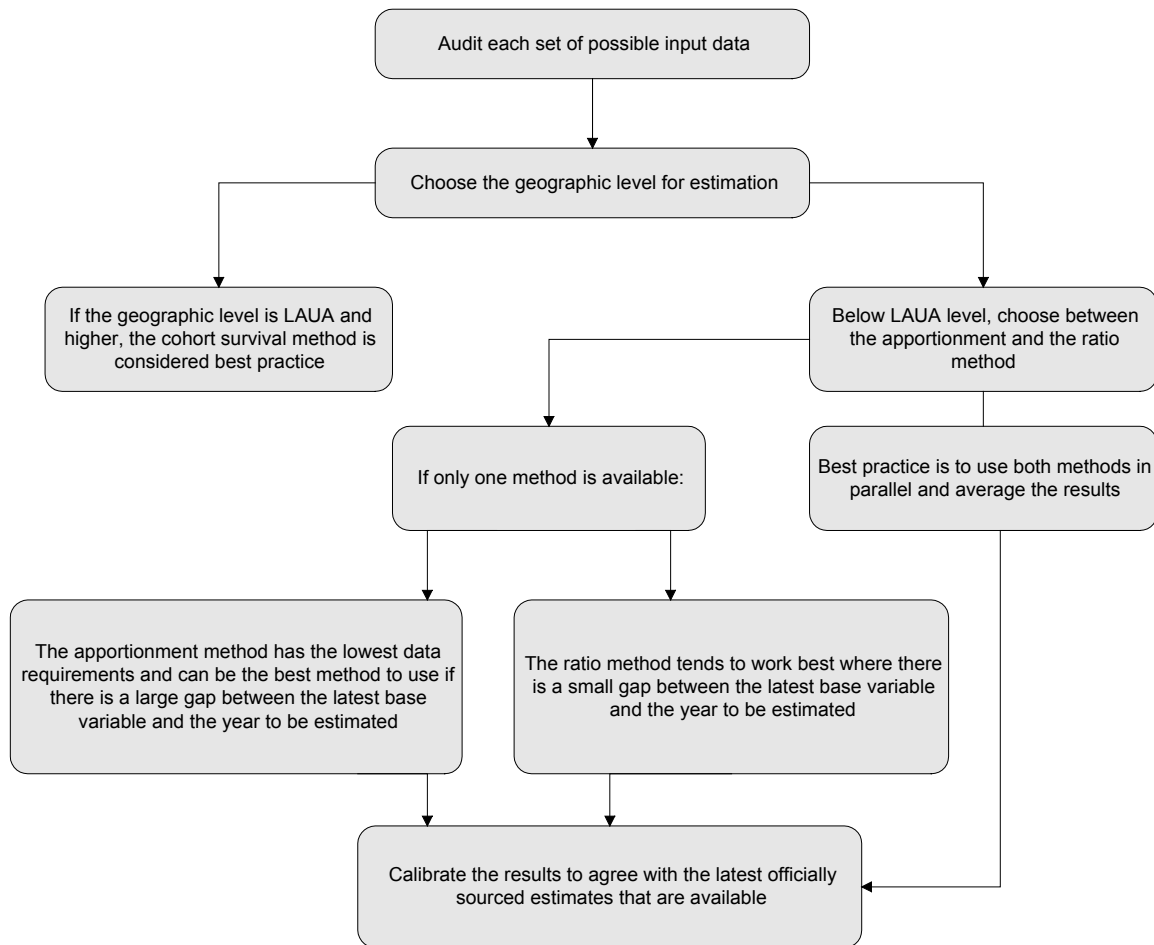 Audit each set of possible input data
Choose the geographic level for estimation
If the geographic level is LAUA and
higher, the cohort survival method is
considered best practice
Below LAUA level, choose between
the apportionment and the ratio
method
If only one method is available:
Best practice is to use both methods in
parallel and average the results
The apportionment method has the lowest data
requirements and can be the best method to use if
there is a large gap between the latest base
variable and the year to be estimated
The ratio method tends to work best where there
is a small gap between the latest base variable
and the year to be estimated
Calibrate the results to agree with the latest officially
sourced estimates that are available